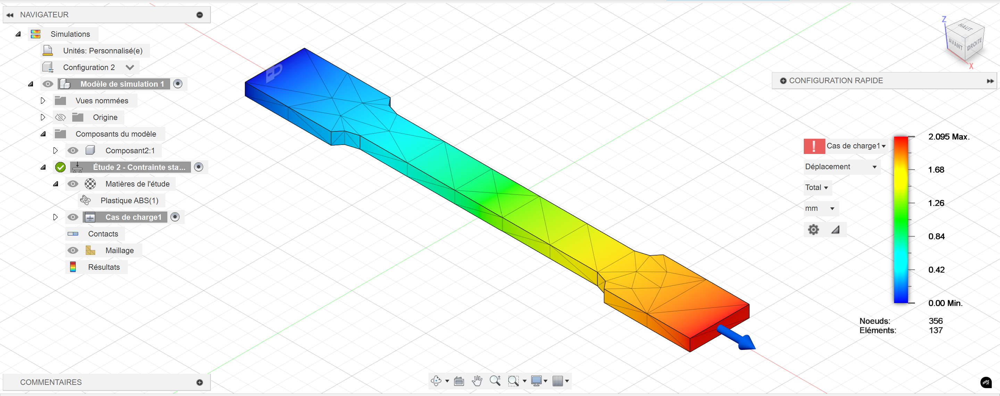 NAVIGATEUR
Simulations
Unités: Personnalisé(e)
Configuration 2
Modèle de simulation 1
Vues nommées
Origine
Composants du modèle
Composant2:1
Étude 2 - Contrainte sta...
Matières de l'étude
Plastique ABS(1)
Cas de charge1
Contacts
Maillage
Résultats
COMMENTAIRES
Z
HAUT
AVANT
DROITE
X
CONFIGURATION RAPIDE
Cas de charge1
Déplacement
Total
mm
2.095 Max.
1.68
1.26
0.84
0.42
0.00 Min.
Noeuds: 356
Eléments: 137